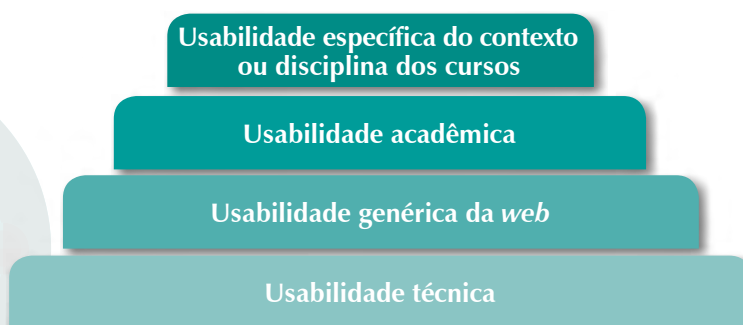 Usabilidade específica do contexto
ou disciplina dos cursos
Usabilidade acadêmica
Usabilidade genérica da web
Usabilidade técnica